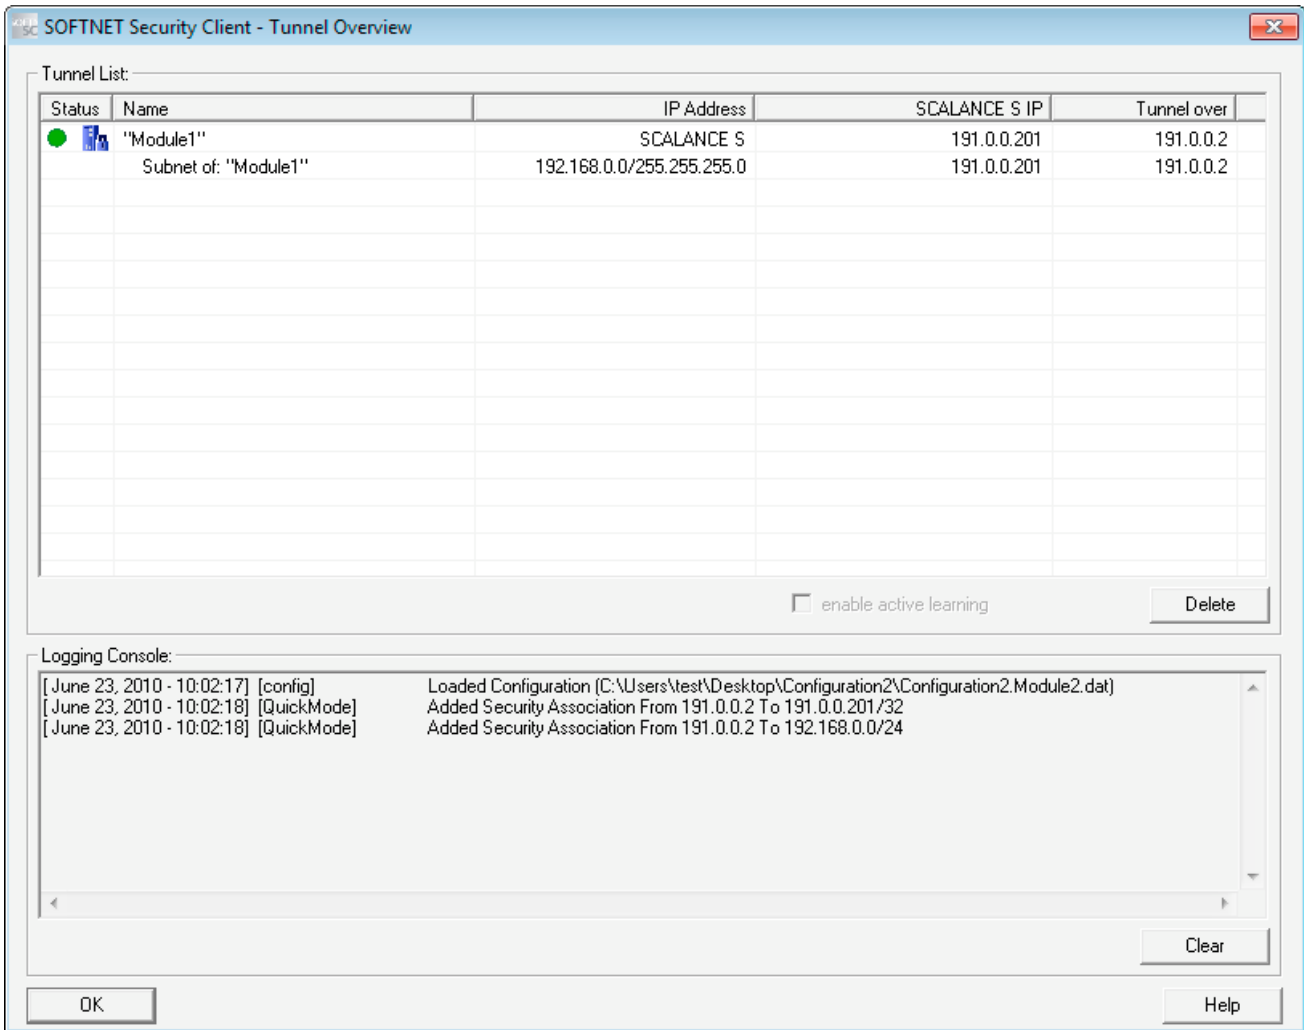 SOFTNET Security Client - Tunnel Overview
Tunnel List:
Status Name IP Address SCALANCE S IP Tunnel over
"Module1" SCALANCE S 191.0.0.201 191.0.0.2
Subnet of: "Module1" 192.168.0.0/255.255.255.0 191.0.0.201 191.0.0.2
enable active learning Delete
Logging Console:
[ June 23, 2010 - 10:02:17] [config] Loaded Configuration (C:\Users\test\Desktop\Configuration2\Configuration2.Module2.dat)
[ June 23, 2010 - 10:02:18] [QuickMode] Added Security Association From 191.0.0.2 To 191.0.0.201/32
[ June 23, 2010 - 10:02:18] [QuickMode] Added Security Association From 191.0.0.2 To 192.168.0.0/24
Clear
OK Help